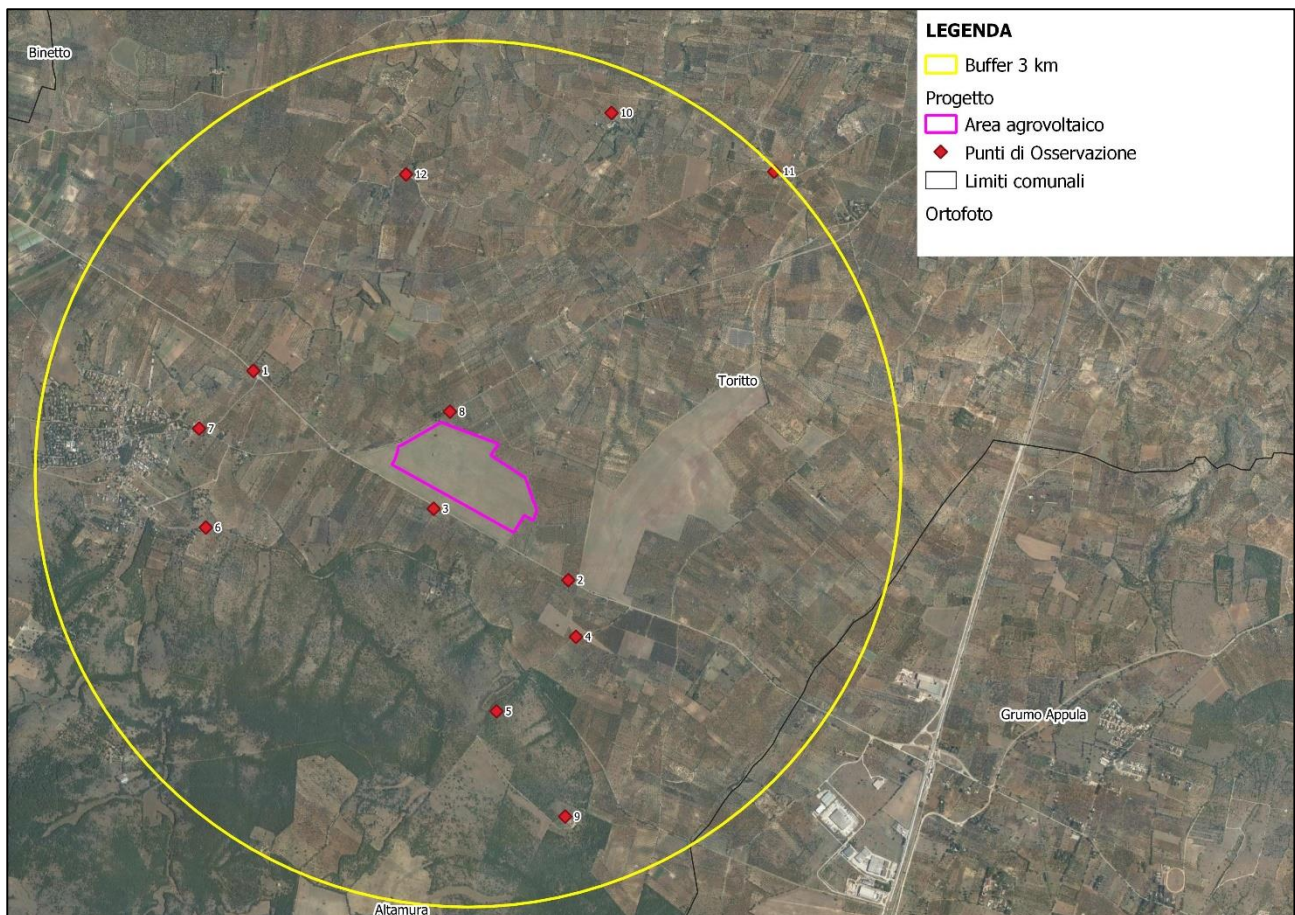 Binetto
LEGENDA
Buffer 3 km
Progetto
Area agrovoltaico
Punti di Osservazione
Limiti comunali
Ortofoto
10
11
12
1
Toritto
8
7
3
6
2
4
5
Grumo Appula
9
Altamura